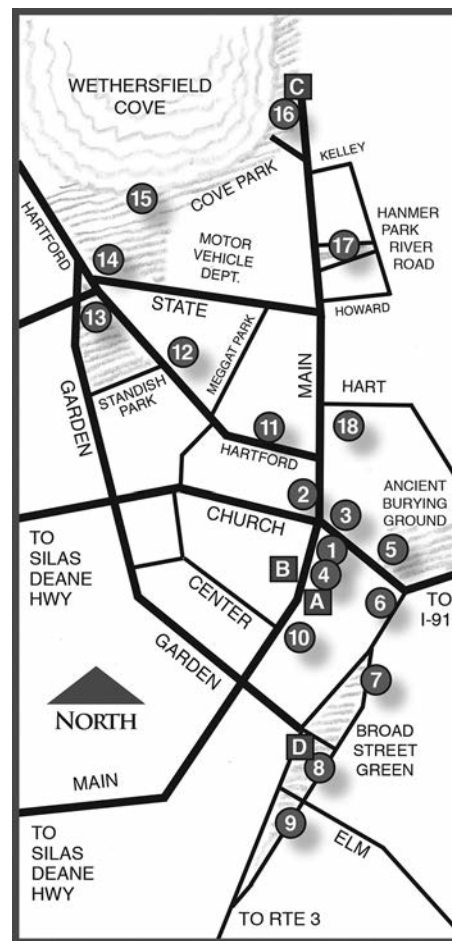 WETHERSFIELD
COVE
C
16
KELLEY
15
COVE PARK
HANMER
PARK
RIVER
ROAD
17
HARTFORD
14
MOTOR
VEHICLE
DEPT.
HOWARD
STATE
13
12
MEGGAT PARK
MAIN
STANDISH
PARK
HART
GARDEN
11
18
HARTFORD
2
ANCIENT
BURYING
GROUND
CHURCH
3
5
TO
SILAS
DEANE
HWY
1
B
4
A
6
TO
I-91
CENTER
10
GARDEN
7
NORTH
D
BROAD
STREET
GREEN
8
MAIN
9
ELM
TO
SILAS
DEANE
HWY
TO RTE 3